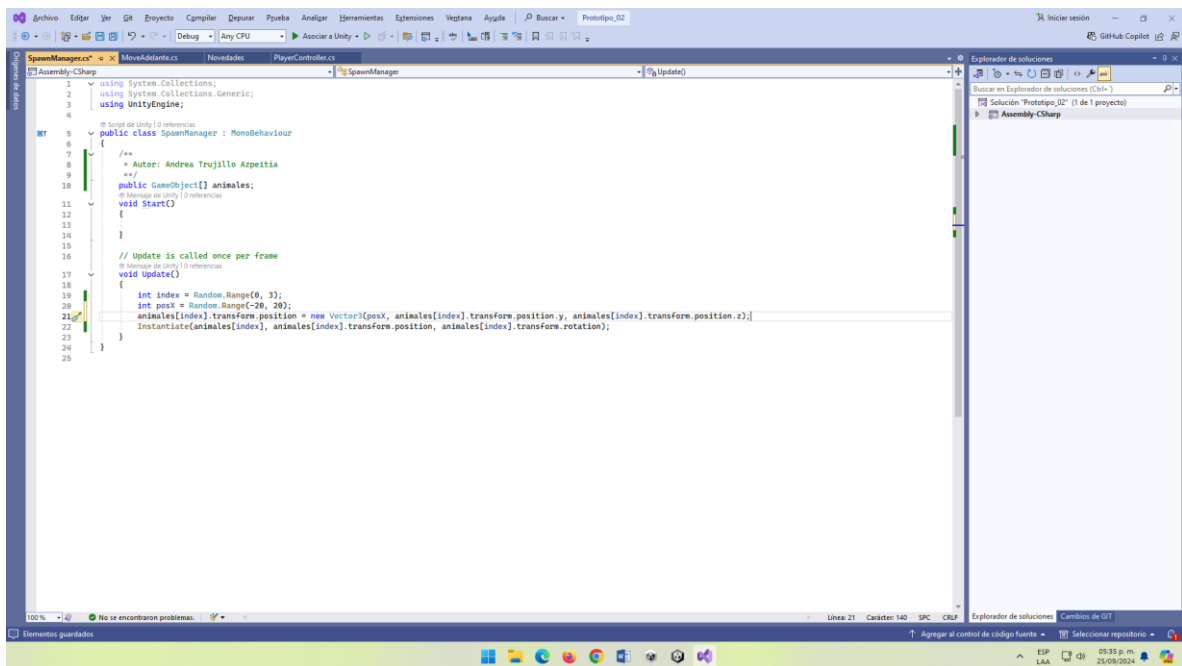 Archivo Editar Ver Git Proyecto Compilar Depurar Prueba Analizar Herramientas Extensiones Ventana Ayuda Buscar Prototipo_02 Iniciar sesión
Debug Any CPU Asociar a Unity GitHub Copilot
SpawnManager.cs* MoveAdelante.cs Novedades PlayerController.cs
Orígenes de datos
Assembly-CSharp SpawnManager Update()
1 using System.Collections;
2 using System.Collections.Generic;
3 using UnityEngine;
4
Script de Unity | 0 referencias
5 public class SpawnManager : MonoBehaviour
6 {
7 /**
8 * Autor: Andrea Trujillo Azpeitia
9 **/
10 public GameObject[] animales;
Mensaje de Unity | 0 referencias
11 void Start()
12 {
13
14 }
15
16 // Update is called once per frame
Mensaje de Unity | 0 referencias
17 void Update()
18 {
19 int index = Random.Range(0, 3);
20 int posX = Random.Range(-20, 20);
21 animales[index].transform.position = new Vector3(posX, animales[index].transform.position.y, animales[index].transform.position.z);
22 Instantiate(animales[index], animales[index].transform.position, animales[index].transform.rotation);
23 }
24 }
25
Explorador de soluciones
Buscar en Explorador de soluciones (Ctrl+´)
Solución "Prototipo_02" (1 de 1 proyecto)
Assembly-CSharp
100 % No se encontraron problemas. Línea: 21 Carácter: 140 SPC CRLF
Explorador de soluciones Cambios de GIT
Elementos guardados Agregar al control de código fuente Seleccionar repositorio
ESP
LAA
05:35 p. m.
25/09/2024